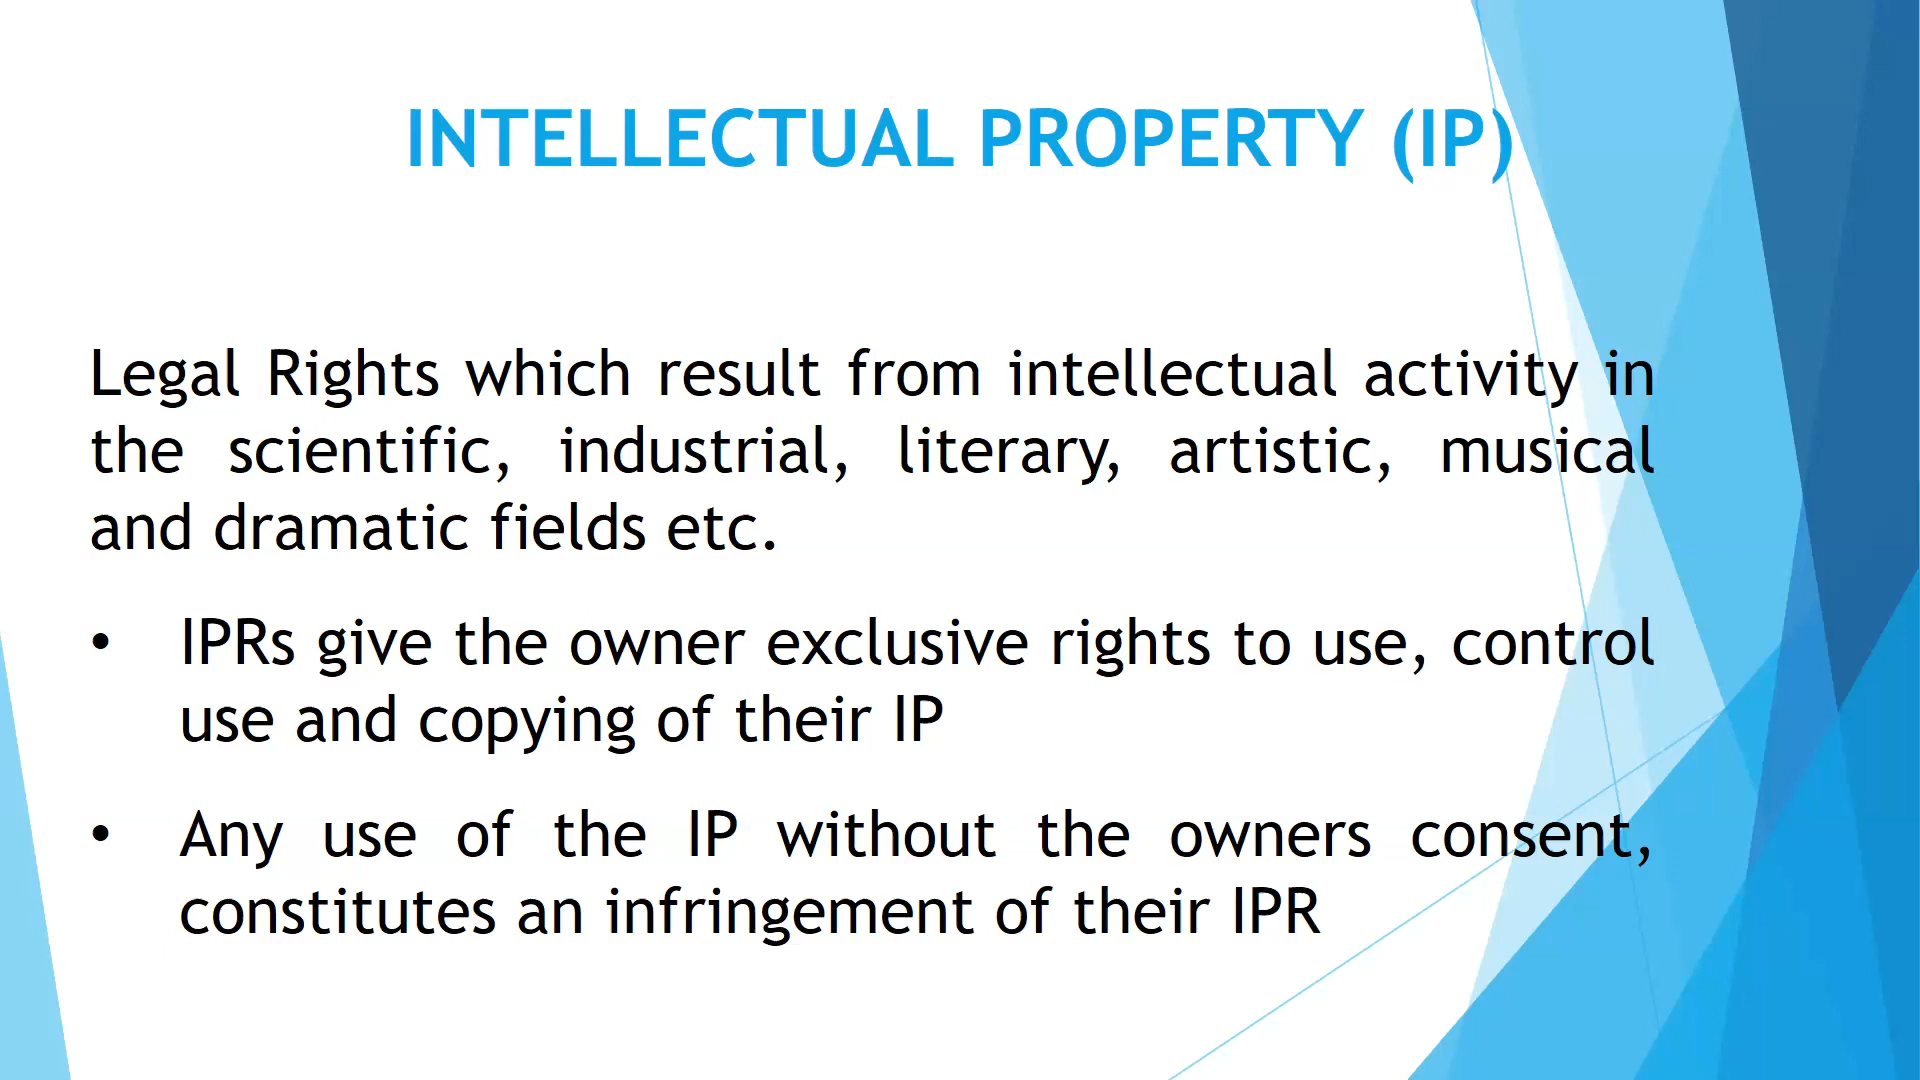 INTELLECTUAL PROPERTY (IP)
Legal Rights which result from intellectual activity in
the scientific, industrial, literary, artistic, musical
and dramatic fields etc.
• IPRs give the owner exclusive rights to use, control
use and copying of their IP
• Any use of the IP without the owners consent,
constitutes an infringement of their IPR